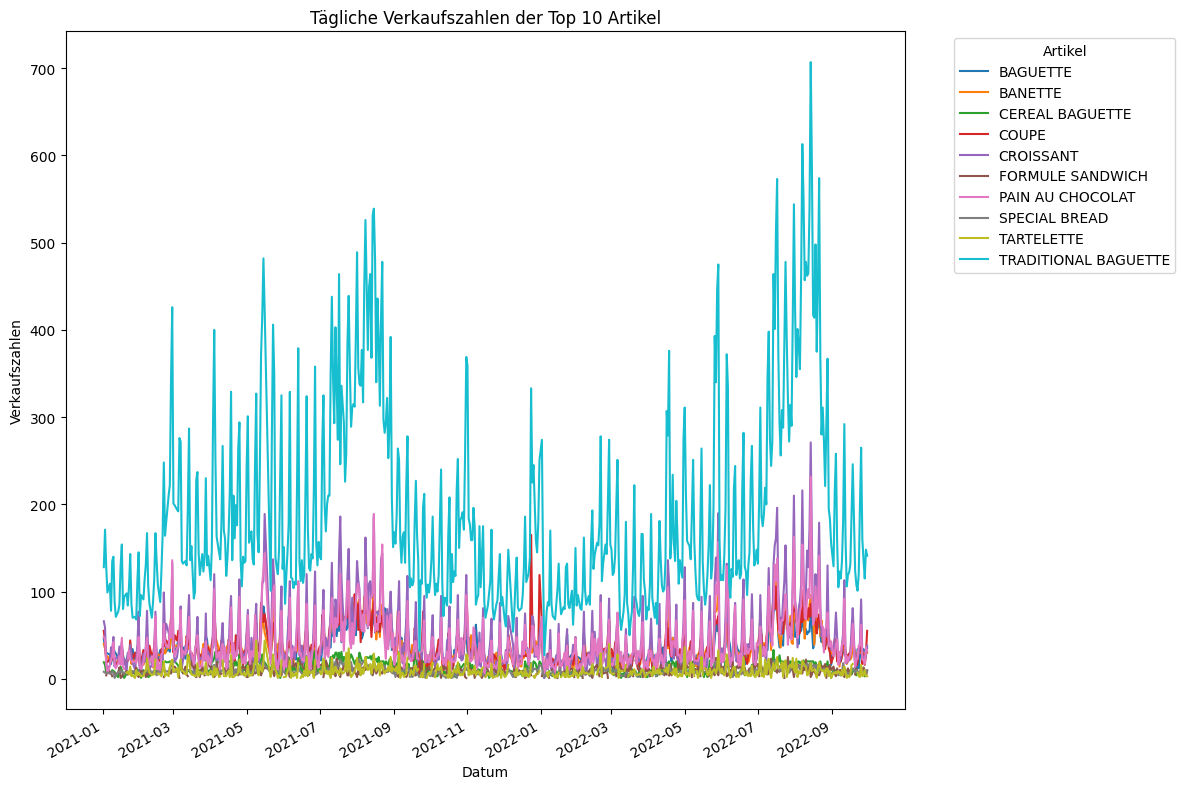 Tägliche Verkaufszahlen der Top 10 Artikel
Verkaufszahlen
700
600
500
400
300
200
100
0
2021-01
2021-03
2021-05
2021-07
2021-09
2021-11
2022-01
2022-03
2022-05
2022-07
2022-09
Datum
Artikel
BAGUETTE
BANETTE
CEREAL BAGUETTE
COUPE
CROISSANT
FORMULE SANDWICH
PAIN AU CHOCOLAT
SPECIAL BREAD
TARTELETTE
TRADITIONAL BAGUETTE